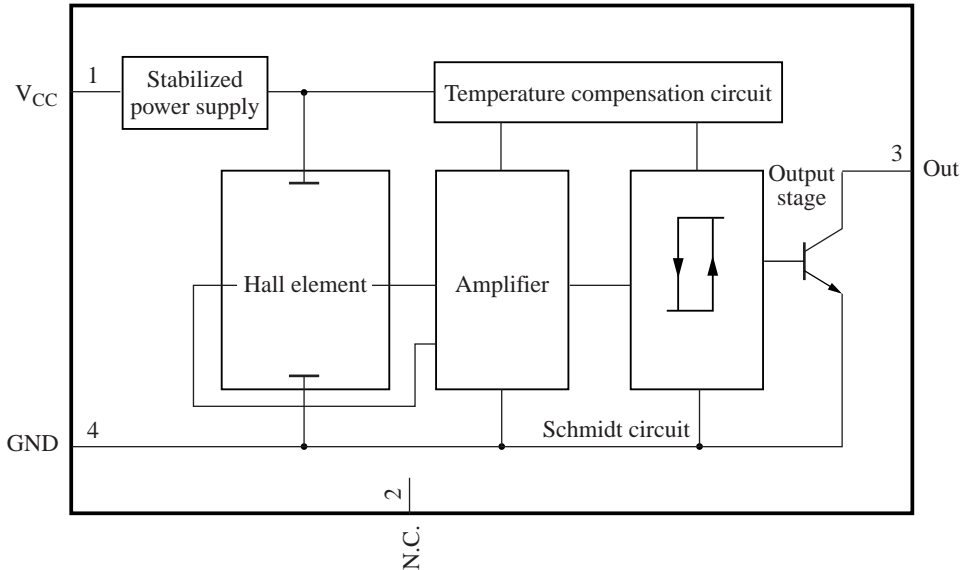 V_CC
1
Stabilized
power supply
Temperature compensation circuit
3
Out
Output
stage
Hall element
Amplifier
GND
4
Schmidt circuit
2
N.C.